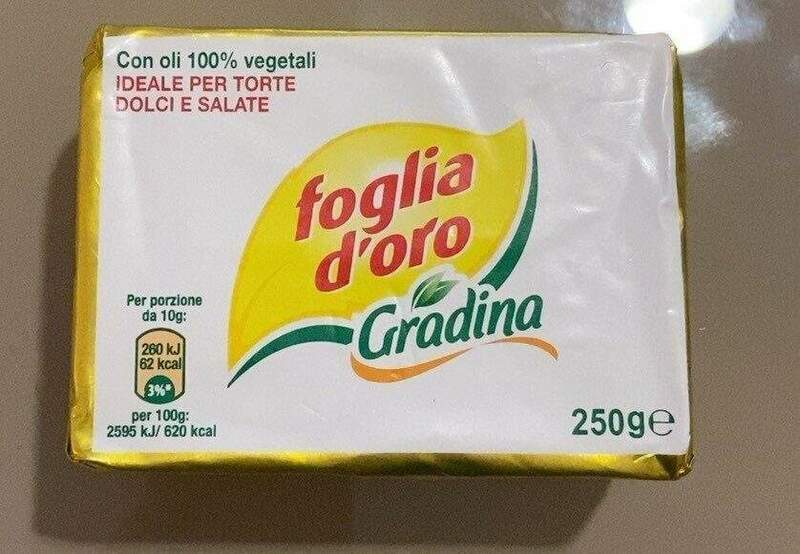 Con oli 100% vegetali
IDEALE PER TORTE
DOLCI E SALATE
foglia
d'oro
Gradina
Per porzione
da 10g:
260 kJ
62 kcal
3%*
per 100g:
2595 kJ/ 620 kcal
250g℮